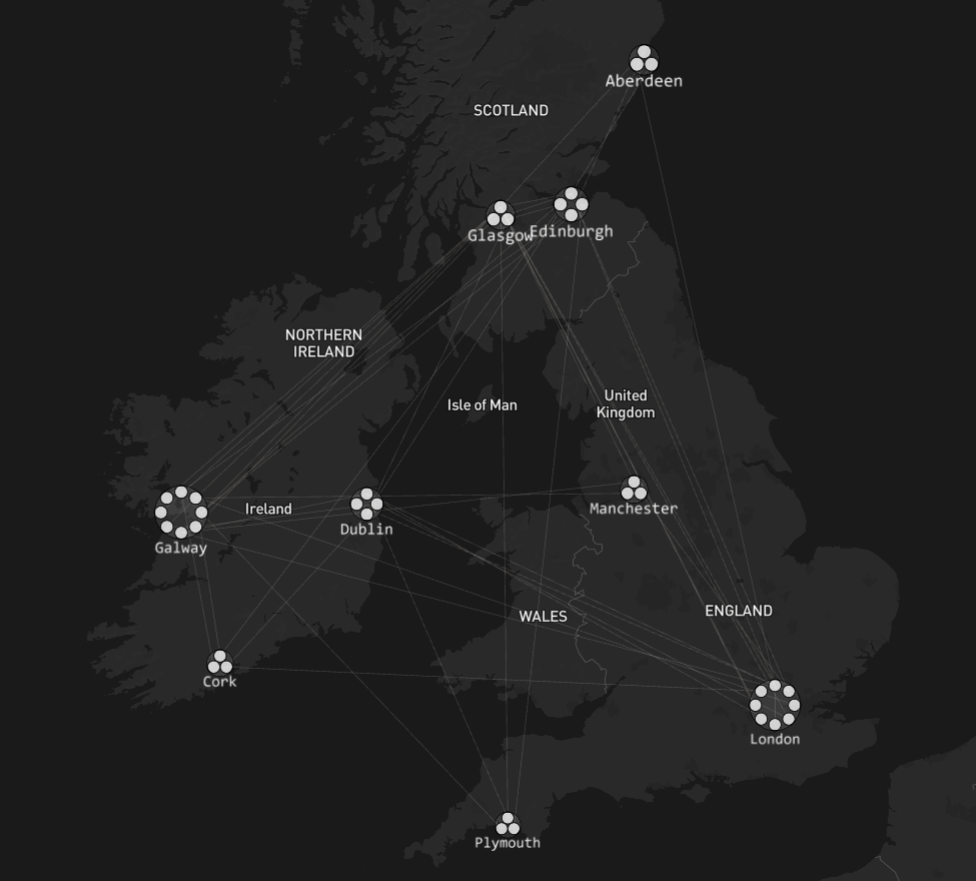 Aberdeen
SCOTLAND
Glasgow
Edinburgh
NORTHERN
IRELAND
Isle of Man
United
Kingdom
Galway
Ireland
Dublin
Manchester
WALES
ENGLAND
Cork
London
Plymouth